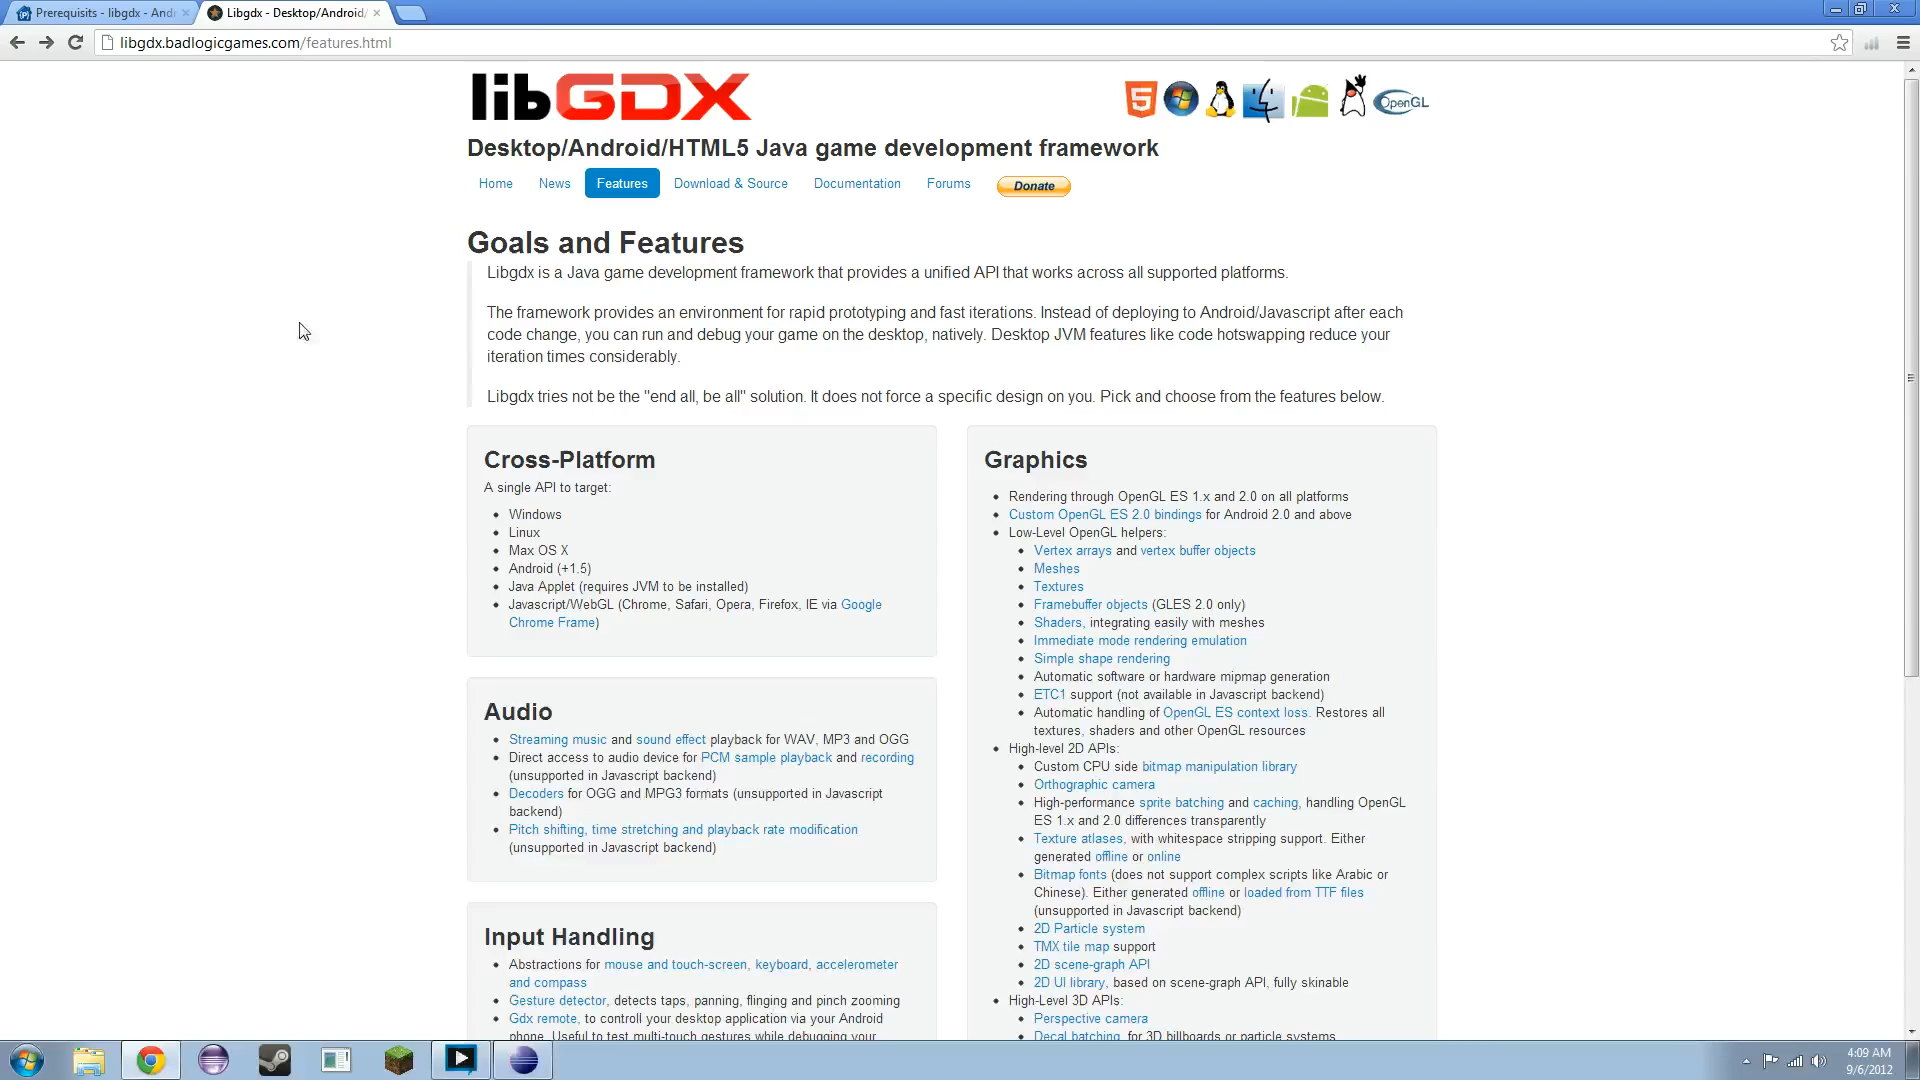 Prerequisits - libgdx - And
Libgdx - Desktop/Android/
libgdx.badlogicgames.com/features.html
libGDX
5
OpenGL
Desktop/Android/HTML5 Java game development framework
Home News Features Download & Source Documentation Forums Donate
Goals and Features
Libgdx is a Java game development framework that provides a unified API that works across all supported platforms.
The framework provides an environment for rapid prototyping and fast iterations. Instead of deploying to Android/Javascript after each
code change, you can run and debug your game on the desktop, natively. Desktop JVM features like code hotswapping reduce your
iteration times considerably.
Libgdx tries not be the "end all, be all" solution. It does not force a specific design on you. Pick and choose from the features below.
Cross-Platform
A single API to target:
Windows
Linux
Max OS X
Android (+1.5)
Java Applet (requires JVM to be installed)
Javascript/WebGL (Chrome, Safari, Opera, Firefox, IE via Google
Chrome Frame)
Audio
Streaming music and sound effect playback for WAV, MP3 and OGG
Direct access to audio device for PCM sample playback and recording
(unsupported in Javascript backend)
Decoders for OGG and MPG3 formats (unsupported in Javascript
backend)
Pitch shifting, time stretching and playback rate modification
(unsupported in Javascript backend)
Input Handling
Abstractions for mouse and touch-screen, keyboard, accelerometer
and compass
Gesture detector, detects taps, panning, flinging and pinch zooming
Gdx remote, to control your desktop application via your Android
phone. Useful to test multi-touch gestures while debugging your
Graphics
Rendering through OpenGL ES 1.x and 2.0 on all platforms
Custom OpenGL ES 2.0 bindings for Android 2.0 and above
Low-Level OpenGL helpers:
Vertex arrays and vertex buffer objects
Meshes
Textures
Framebuffer objects (GLES 2.0 only)
Shaders, integrating easily with meshes
Immediate mode rendering emulation
Simple shape rendering
Automatic software or hardware mipmap generation
ETC1 support (not available in Javascript backend)
Automatic handling of OpenGL ES context loss. Restores all
textures, shaders and other OpenGL resources
High-level 2D APIs:
Custom CPU side bitmap manipulation library
Orthographic camera
High-performance sprite batching and caching, handling OpenGL
ES 1.x and 2.0 differences transparently
Texture atlases, with whitespace stripping support. Either
generated offline or online
Bitmap fonts (does not support complex scripts like Arabic or
Chinese). Either generated offline or loaded from TTF files
(unsupported in Javascript backend)
2D Particle system
TMX tile map support
2D scene-graph API
2D UI library, based on scene-graph API, fully skinable
High-Level 3D APIs:
Perspective camera
Decal batching, for 3D billboards or particle systems
4:09 AM
9/6/2012